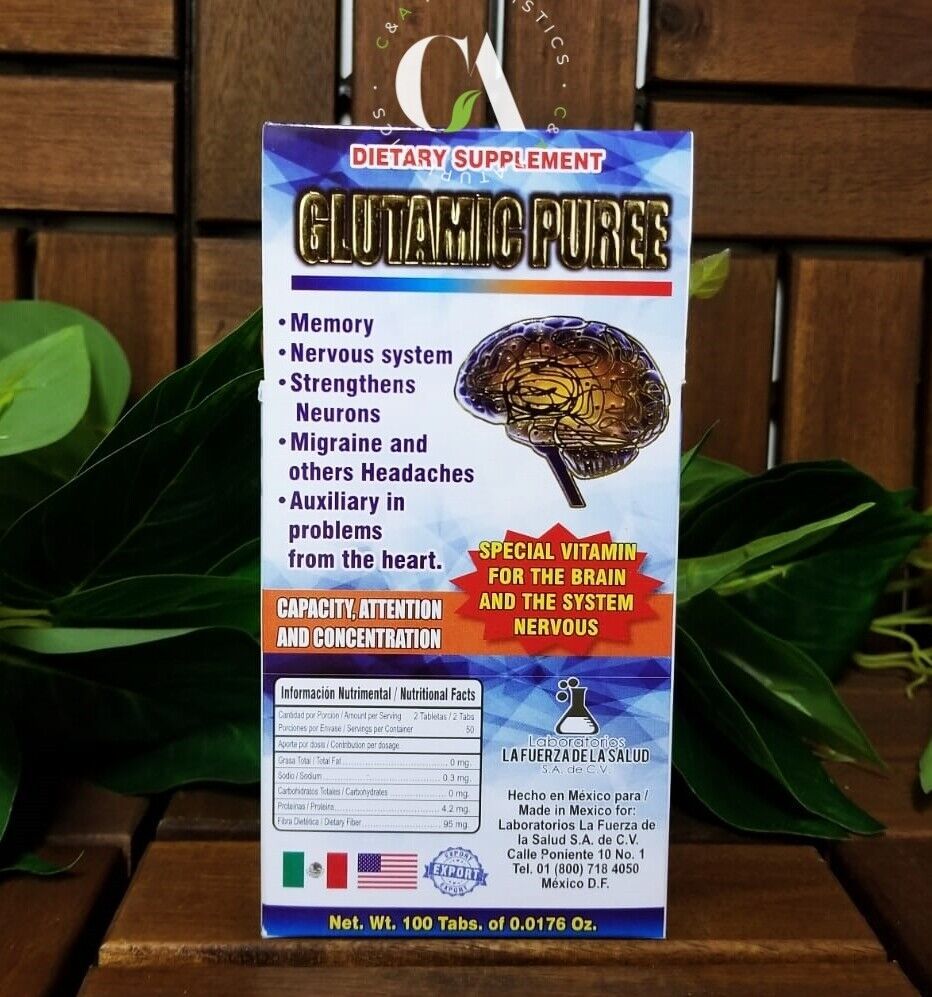 CA
DIETARY SUPPLEMENT
GLUTAMIC PUREE
• Memory
• Nervous system
• Strengthens
Neurons
• Migraine and
others Headaches
• Auxiliary in
problems
from the heart.
SPECIAL VITAMIN
FOR THE BRAIN
AND THE SYSTEM
NERVOUS
CAPACITY, ATTENTION
AND CONCENTRATION
Información Nutrimental / Nutritional Facts
Cantidad por Porcion / Amount per Serving 2 Tabletas / 2 Tabs
Porciones por Envase / Servings per Container 50
Aporte por dosis / Contribution per dosage
Grasa Total / Total Fat 0 mg.
Sodio / Sodium 0.3 mg.
Carbohidratos Totales / Carbohydrates 0 mg.
Proteinas / Proteins 4.2 mg.
Fibra Dietética / Dietary Fiber 95 mg.
Laboratorios
LA FUERZA DE LA SALUD
S.A. de C.V.
Hecho en México para /
Made in Mexico for:
Laboratorios La Fuerza de
la Salud S.A. de C.V.
Calle Poniente 10 No. 1
Tel. 01 (800) 718 4050
México D.F.
EXPORT
EXPORT
EXPORT
Net. Wt. 100 Tabs. of 0.0176 Oz.